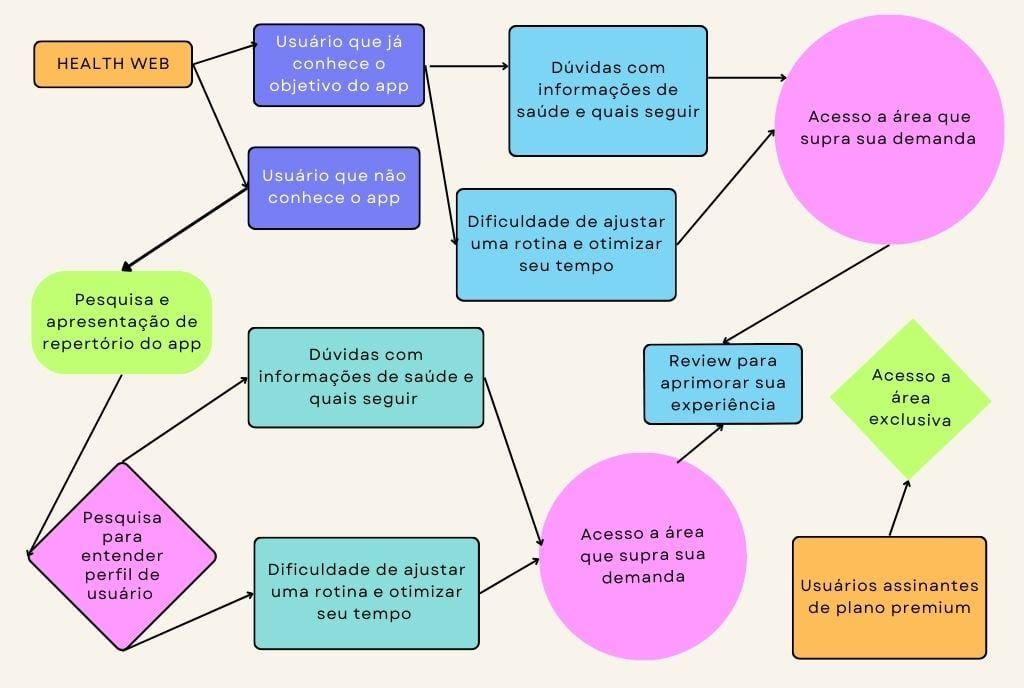 HEALTH WEB
Usuário que já
conhece o
objetivo do app
Dúvidas com
informações de
saúde e quais seguir
Acesso a área que
supra sua demanda
Usuário que não
conhece o app
Dificuldade de ajustar
uma rotina e otimizar
seu tempo
Pesquisa e
apresentação de
repertório do app
Dúvidas com
informações de saúde e
quais seguir
Review para
aprimorar sua
experiência
Acesso a
área
exclusiva
Pesquisa
para
entender
perfil de
usuário
Dificuldade de ajustar
uma rotina e otimizar
seu tempo
Acesso a área
que supra sua
demanda
Usuários assinantes
de plano premium